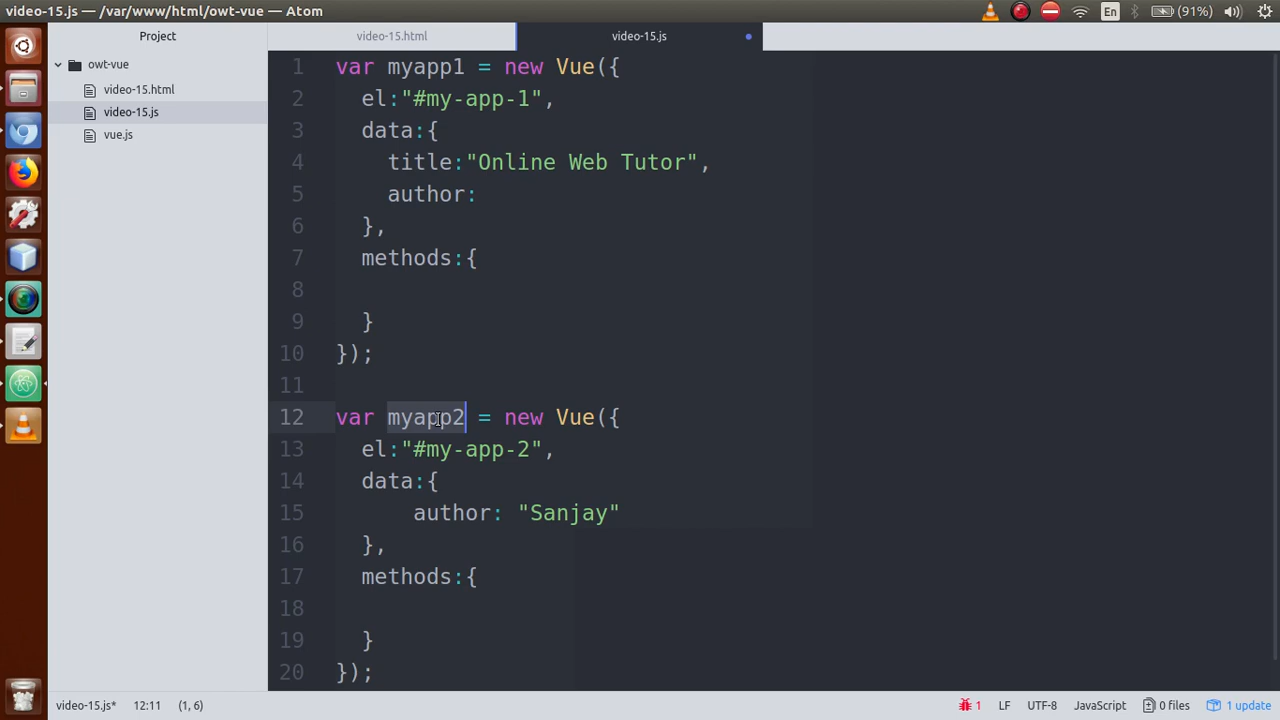 video-15.js — /var/www/html/owt-vue — Atom
En
(91%)
Project
video-15.html
video-15.js
owt-vue
video-15.html
video-15.js
vue.js
1 var myapp1 = new Vue({
2 el:"#my-app-1",
3 data:{
4 title:"Online Web Tutor",
5 author:
6 },
7 methods:{
8
9 }
10 });
11
12 var myapp2 = new Vue({
13 el:"#my-app-2",
14 data:{
15 author: "Sanjay"
16 },
17 methods:{
18
19 }
20 });
video-15.js* 12:11 (1, 6)
1 LF UTF-8 JavaScript 0 files 1 update